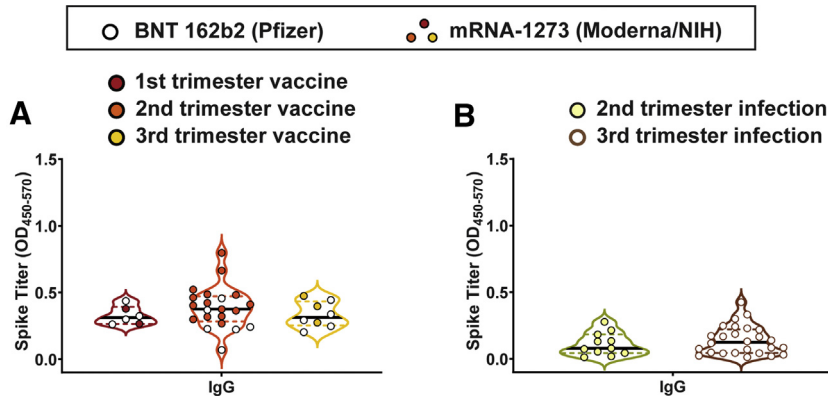 BNT 162b2 (Pfizer) mRNA-1273 (Moderna/NIH)
A
1st trimester vaccine
2nd trimester vaccine
3rd trimester vaccine
Spike Titer (OD450-570)
1.5
1.0
0.5
0.0
IgG
B
2nd trimester infection
3rd trimester infection
Spike Titer (OD450-570)
1.5
1.0
0.5
0.0
IgG